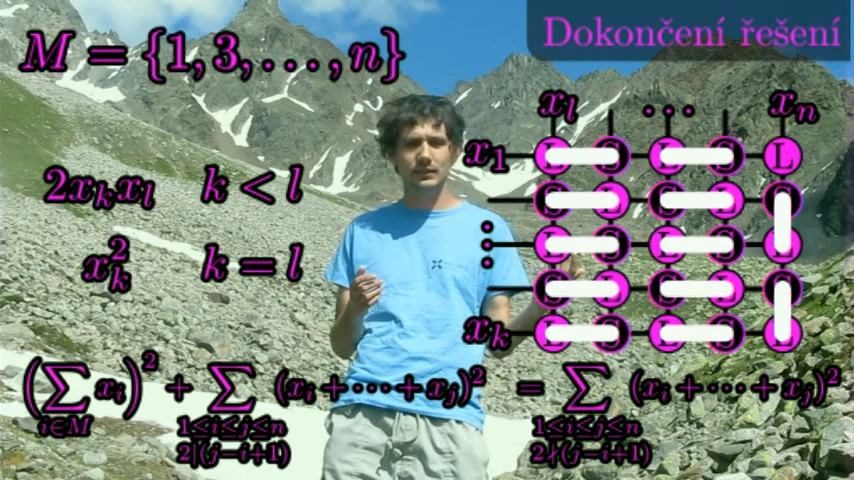 Dokončení řešení
M = {1, 3, . . . , n}
x_l · · · x_n
x_1 L
2x_k x_l k < l
x_k^2 k = l
x_k
(∑_{i∈M} x_i)^2 + ∑_{1≤i≤j≤n, 2|(j−i+1)} (x_i + · · · + x_j)^2 = ∑_{1≤i≤j≤n, 2∤(j−i+1)} (x_i + · · · + x_j)^2